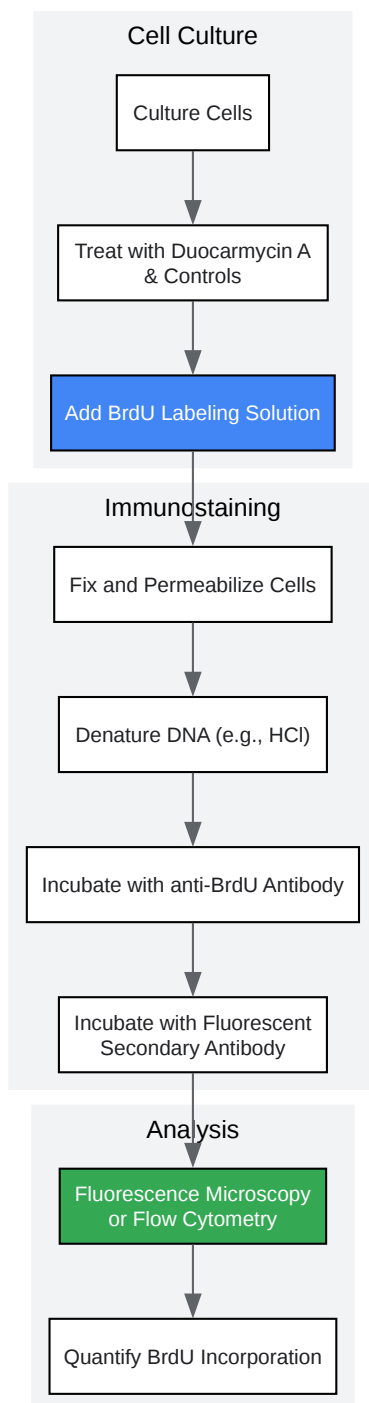 Cell Culture
Culture Cells
Treat with Duocarmycin A
& Controls
Add BrdU Labeling Solution
Immunostaining
Fix and Permeabilize Cells
Denature DNA (e.g., HCl)
Incubate with anti-BrdU Antibody
Incubate with Fluorescent
Secondary Antibody
Analysis
Fluorescence Microscopy
or Flow Cytometry
Quantify BrdU Incorporation